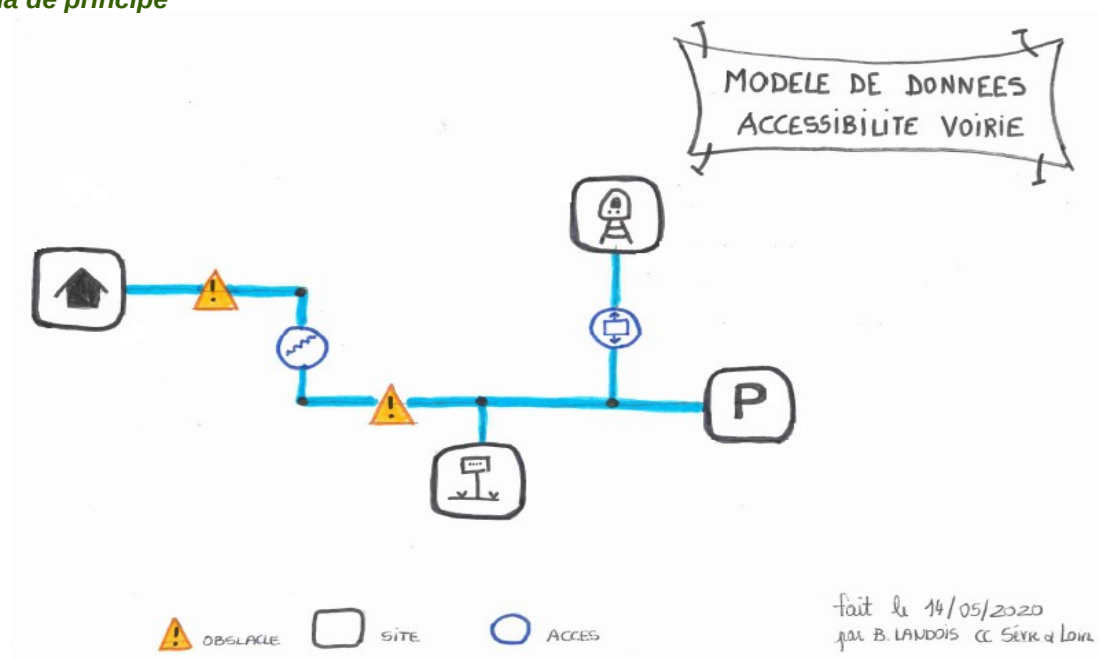 a de principe
MODELE DE DONNEES
ACCESSIBILITE VOIRIE
P
OBSLACLE
SITE
ACCES
fait le 14/05/2020
par B. LANDOIS CC Sèvre & Loire